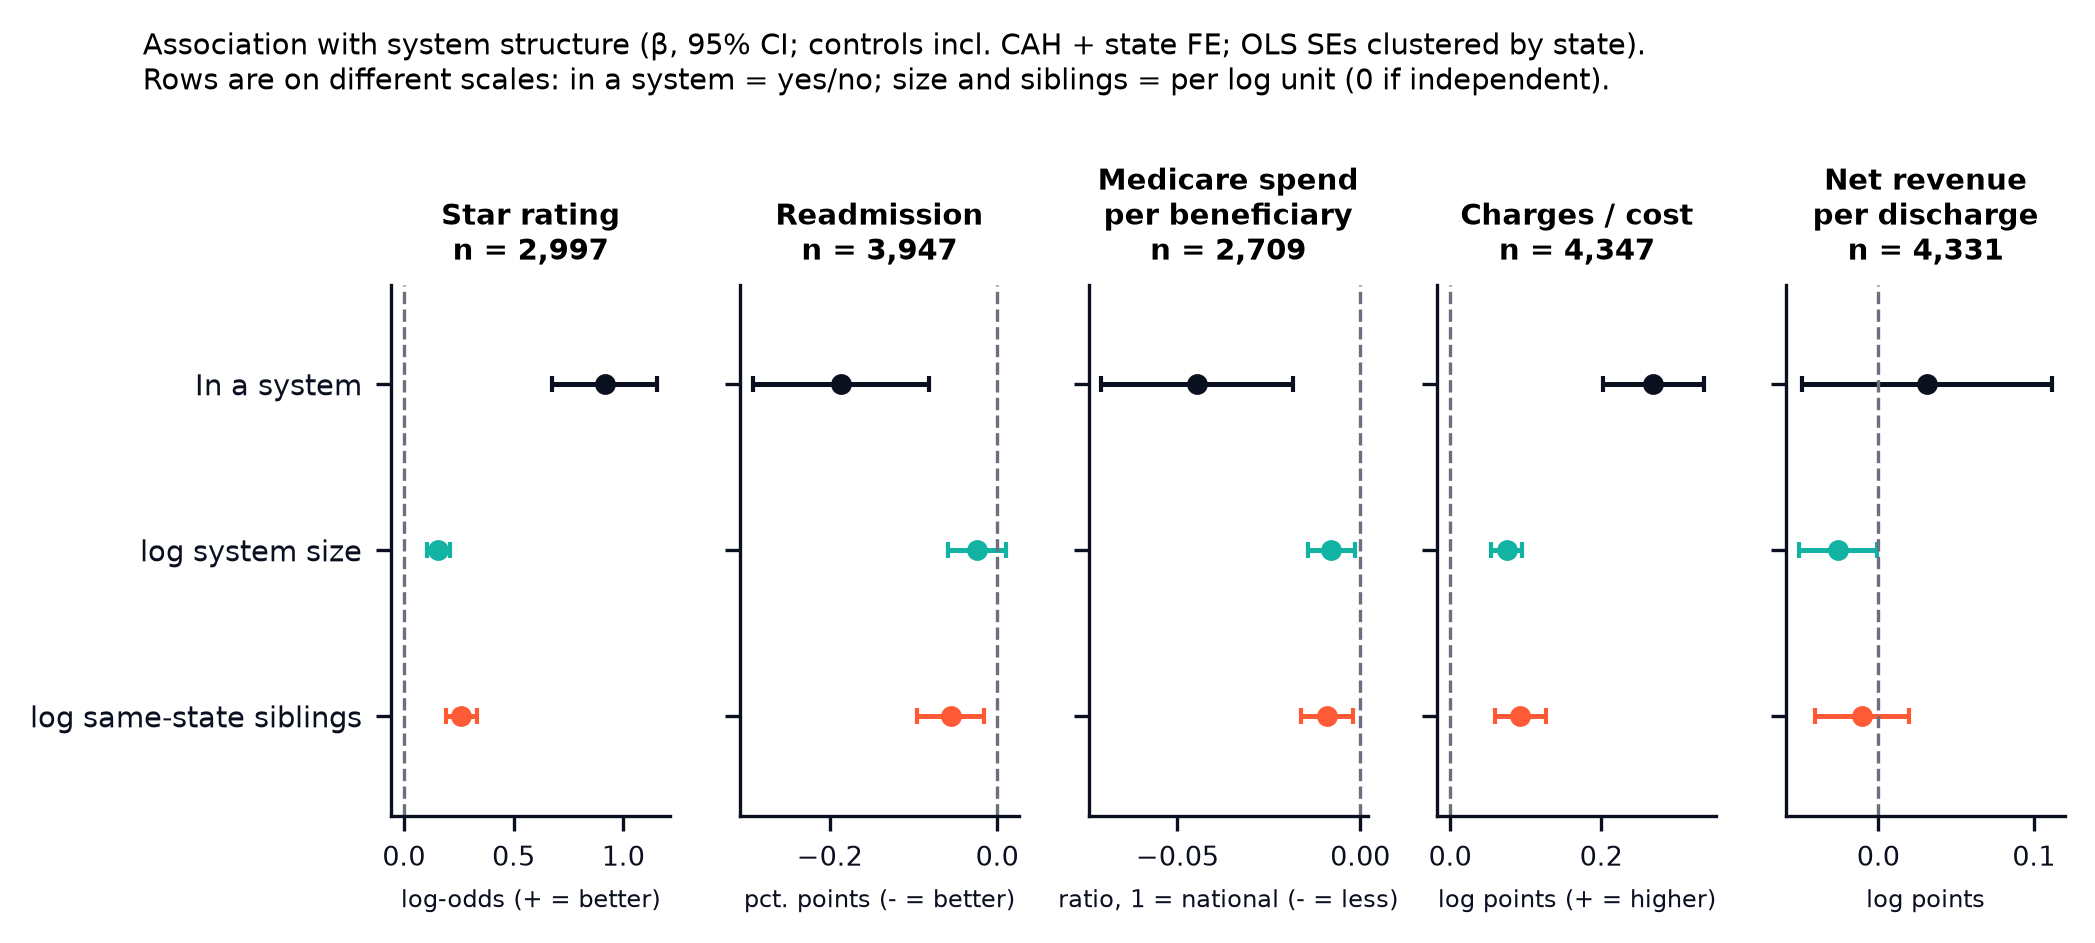 Association with system structure (β, 95% CI; controls incl. CAH + state FE; OLS SEs clustered by state).
Rows are on different scales: in a system = yes/no; size and siblings = per log unit (0 if independent).
Star rating
n = 2,997
Readmission
n = 3,947
Medicare spend
per beneficiary
n = 2,709
Charges / cost
n = 4,347
Net revenue
per discharge
n = 4,331
In a system
log system size
log same-state siblings
0.0 0.5 1.0
log-odds (+ = better)
−0.2 0.0
pct. points (- = better)
−0.05 0.00
ratio, 1 = national (- = less)
0.0 0.2
log points (+ = higher)
0.0 0.1
log points